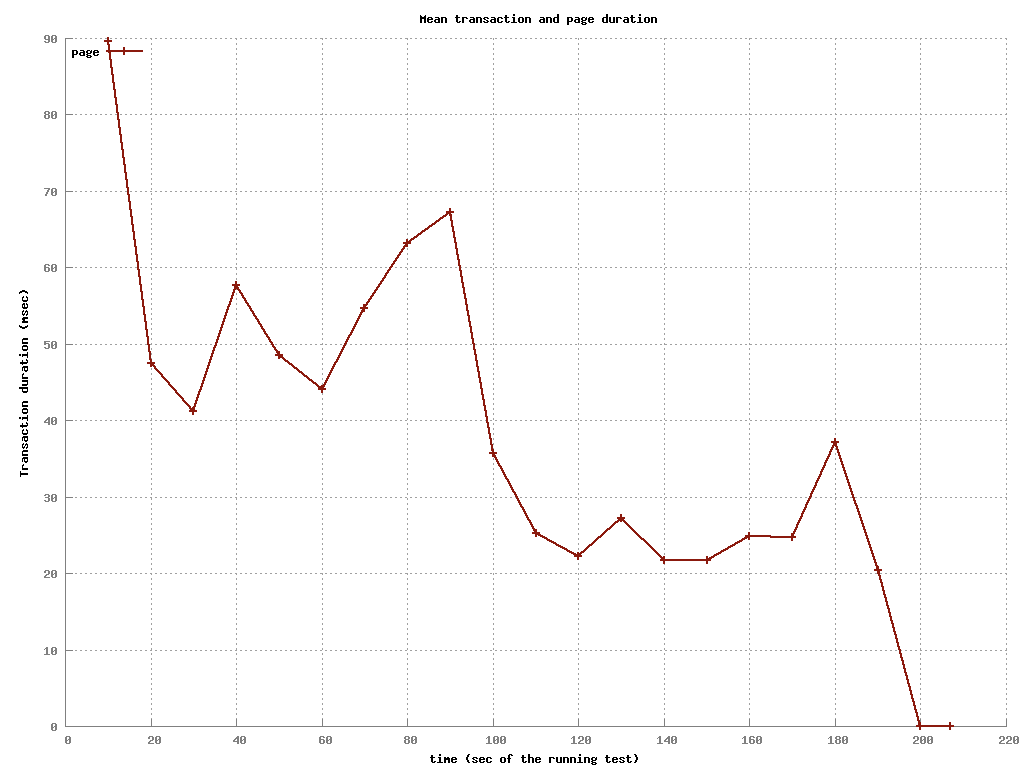 Mean transaction and page duration
page
90
80
70
60
50
40
30
20
10
0
Transaction duration (msec)
0 20 40 60 80 100 120 140 160 180 200 220
time (sec of the running test)